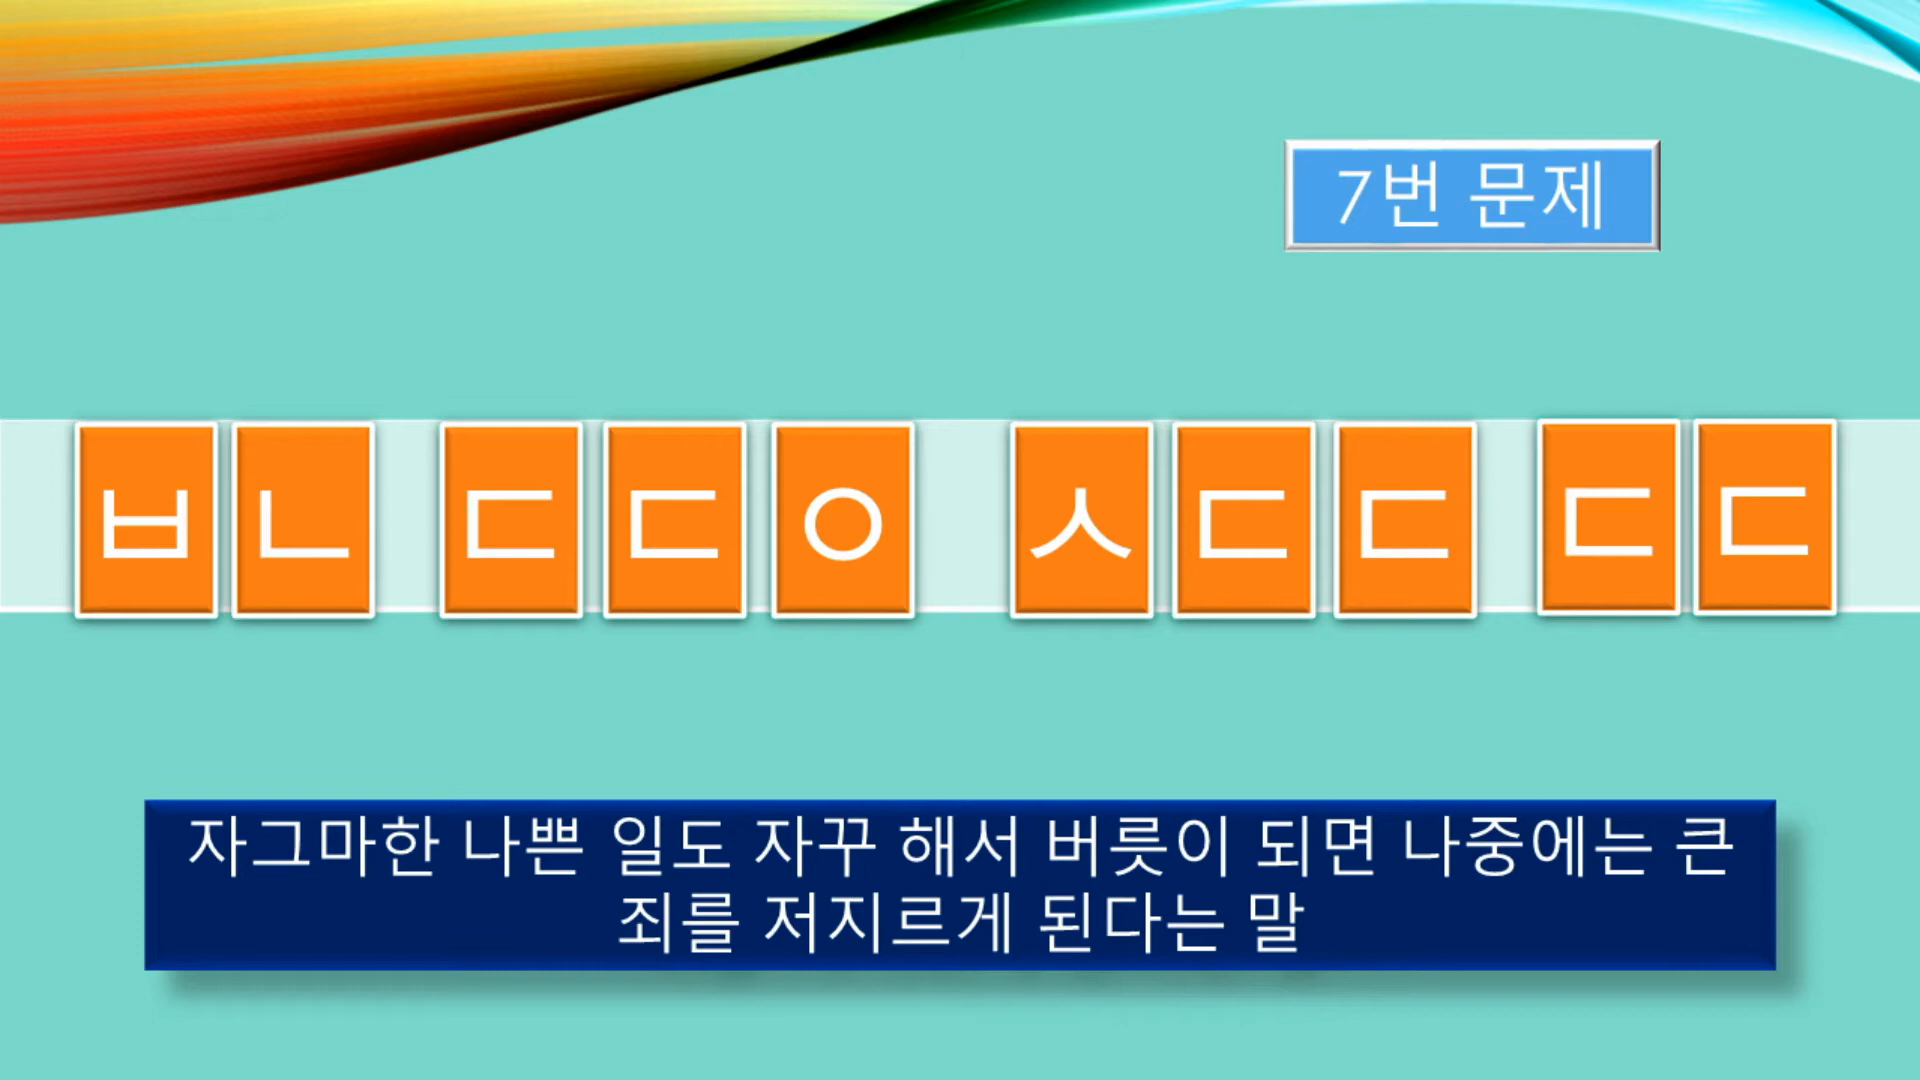 7번 문제
ㅂㄴ ㄷㄷㅇ ㅅㄷㄷ ㄷㄷ
자그마한 나쁜 일도 자꾸 해서 버릇이 되면 나중에는 큰
죄를 저지르게 된다는 말